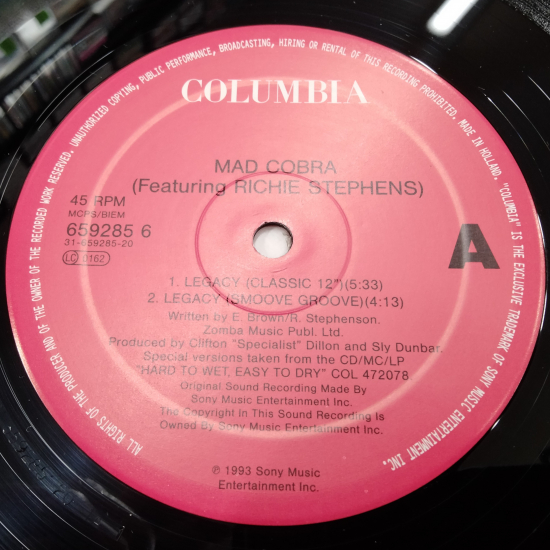 ALL RIGHTS OF THE PRODUCER AND OF THE OWNER OF THE RECORDED WORK RESERVED. UNAUTHORIZED COPYING, PUBLIC PERFORMANCE, BROADCASTING, HIRING OR RENTAL OF THIS RECORDING PROHIBITED. MADE IN HOLLAND. "COLUMBIA" IS THE EXCLUSIVE TRADEMARK OF SONY MUSIC ENTERTAINMENT INC.
COLUMBIA
MAD COBRA
(Featuring RICHIE STEPHENS)
45 RPM
MCPS/BIEM
659285 6
31-659285-20
LC 0162
A
1. LEGACY (CLASSIC 12")(5:33)
2. LEGACY (SMOOVE GROOVE)(4:13)
Written by E. Brown/R. Stephenson.
Zomba Music Publ. Ltd.
Produced by Clifton "Specialist" Dillon and Sly Dunbar.
Special versions taken from the CD/MC/LP
"HARD TO WET, EASY TO DRY" COL 472078
Original Sound Recording Made By
Sony Music Entertainment Inc.
The Copyright In This Sound Recording Is
Owned By Sony Music Entertainment Inc.
℗ 1993 Sony Music
Entertainment Inc.